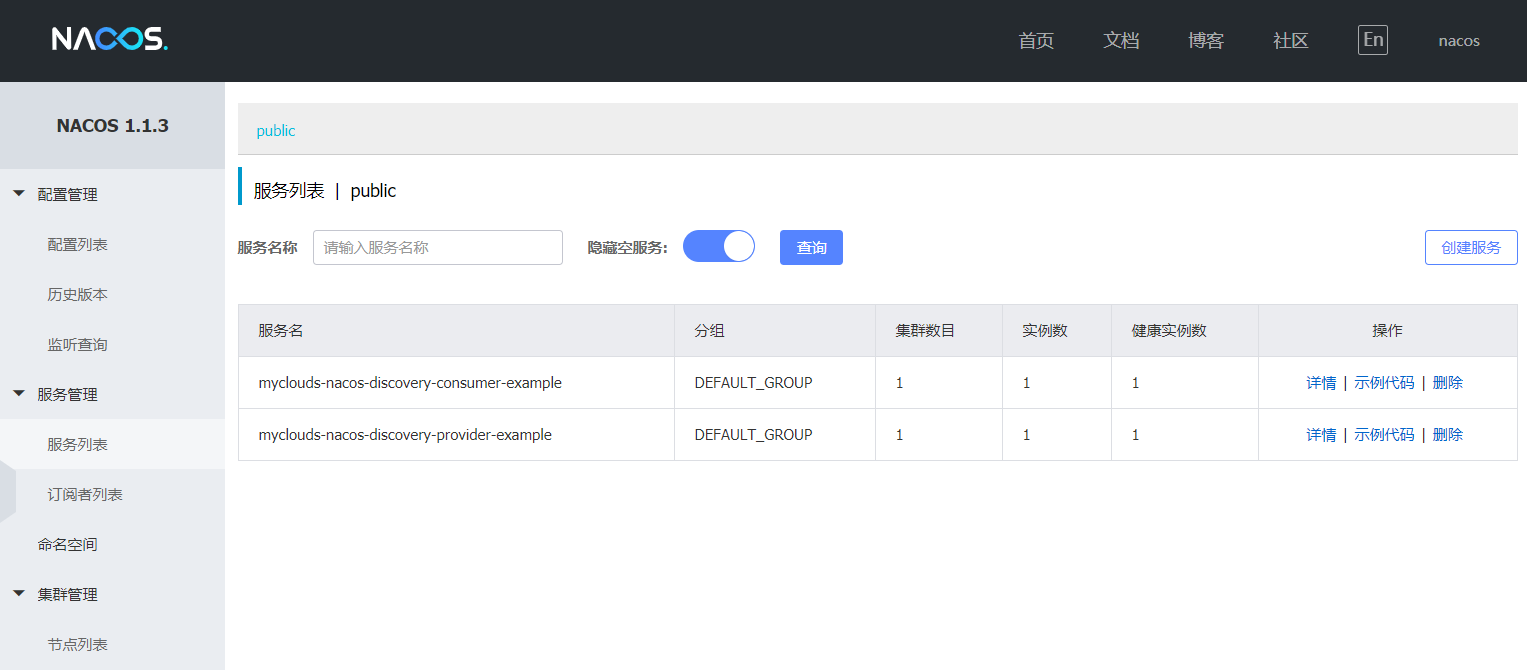 NACOS.
首页 文档 博客 社区 En nacos
NACOS 1.1.3
配置管理
配置列表
历史版本
监听查询
服务管理
服务列表
订阅者列表
命名空间
集群管理
节点列表
public
服务列表 | public
服务名称 请输入服务名称 隐藏空服务: 查询 创建服务
服务名 分组 集群数目 实例数 健康实例数 操作
myclouds-nacos-discovery-consumer-example DEFAULT_GROUP 1 1 1 详情 | 示例代码 | 删除
myclouds-nacos-discovery-provider-example DEFAULT_GROUP 1 1 1 详情 | 示例代码 | 删除